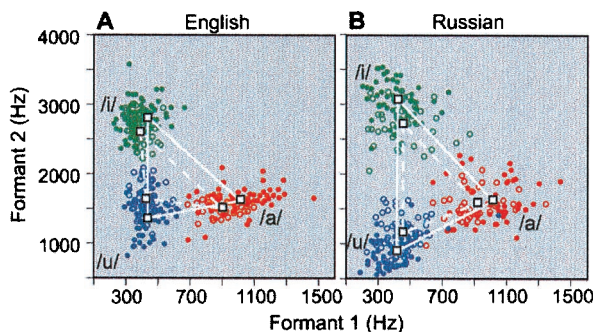 A English
B Russian
4000
3000
2000
1000
Formant 2 (Hz)
/i/
/u/
/a/
/i/
/u/
/a/
300 700 1100 1500
300 700 1100 1500
Formant 1 (Hz)